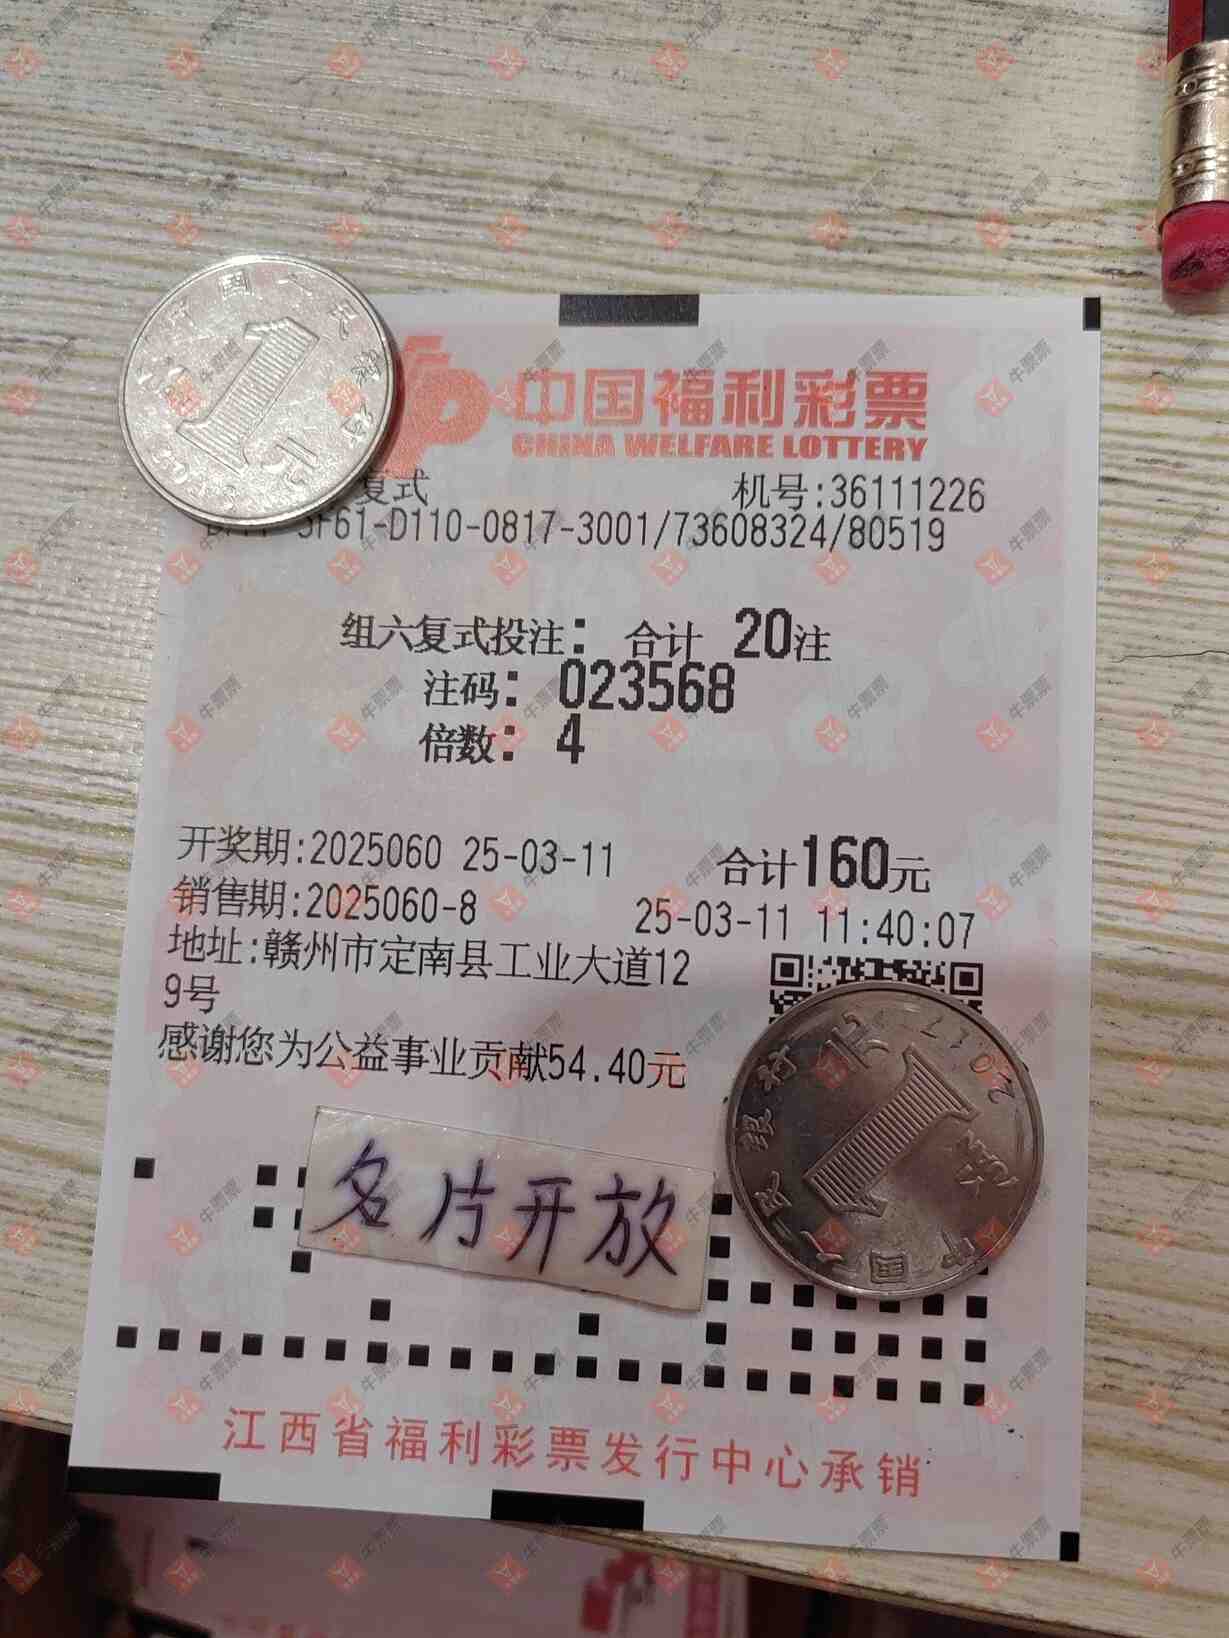 中国福利彩票
CHINA WELFARE LOTTERY
复式 机号:36111226
5F61-D110-0817-3001/73608324/80519
组六复式投注: 合计 20注
注码: 023568
倍数: 4
开奖期:2025060 25-03-11 合计160元
销售期:2025060-8 25-03-11 11:40:07
地址:赣州市定南县工业大道12
9号
感谢您为公益事业贡献54.40元
名片开放
江西省福利彩票发行中心承销
牛票票